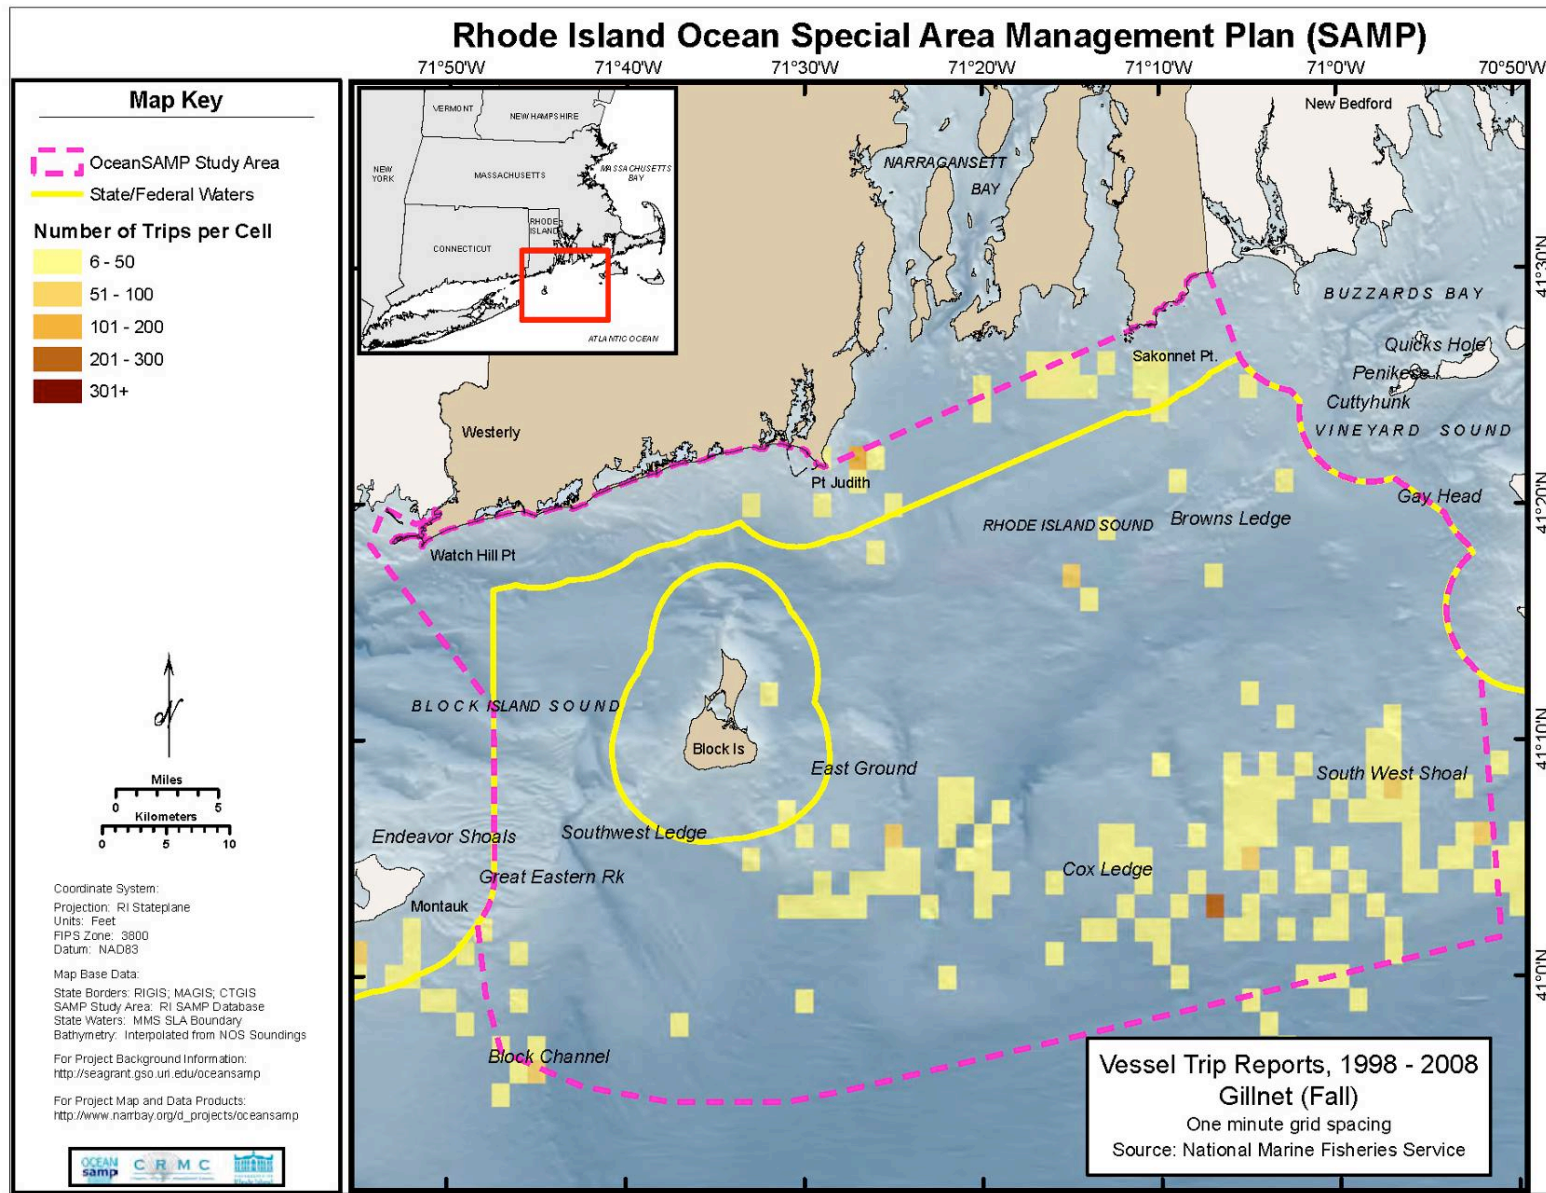 Rhode Island Ocean Special Area Management Plan (SAMP)
71°50'W 71°40'W 71°30'W 71°20'W 71°10'W 71°0'W 70°50'W
Map Key
OceanSAMP Study Area
State/Federal Waters
Number of Trips per Cell
6 - 50
51 - 100
101 - 200
201 - 300
301+
Miles
0 5
Kilometers
0 5 10
Coordinate System:
Projection: RI Stateplane
Units: Feet
FIPS Zone: 3800
Datum: NAD83
Map Base Data:
State Borders: RIGIS; MAGIS; CTGIS
SAMP Study Area: RI SAMP Database
State Waters: MMS SLA Boundary
Bathymetry: Interpolated from NOS Soundings
For Project Background Information:
http://seagrant.gso.uri.edu/oceansamp
For Project Map and Data Products:
http://www.narrbay.org/d_projects/oceansamp
OCEAN
samp
CRMC
VERMONT
NEW HAMPSHIRE
NEW
YORK
MASSACHUSETTS
MASSACHUSETTS
BAY
RHODE
ISLAND
CONNECTICUT
ATLANTIC OCEAN
New Bedford
NARRAGANSETT
BAY
41°30'N
BUZZARDS BAY
Quicks Hole
Sakonnet Pt.
Penikese I
Cuttyhunk
VINEYARD SOUND
Westerly
Pt Judith
Gay Head
41°20'N
Browns Ledge
RHODE ISLAND SOUND
Watch Hill Pt
BLOCK ISLAND SOUND
Block Is
41°10'N
East Ground
South West Shoal
Endeavor Shoals
Southwest Ledge
Cox Ledge
Great Eastern Rk
Montauk
41°0'N
Block Channel
Vessel Trip Reports, 1998 - 2008
Gillnet (Fall)
One minute grid spacing
Source: National Marine Fisheries Service